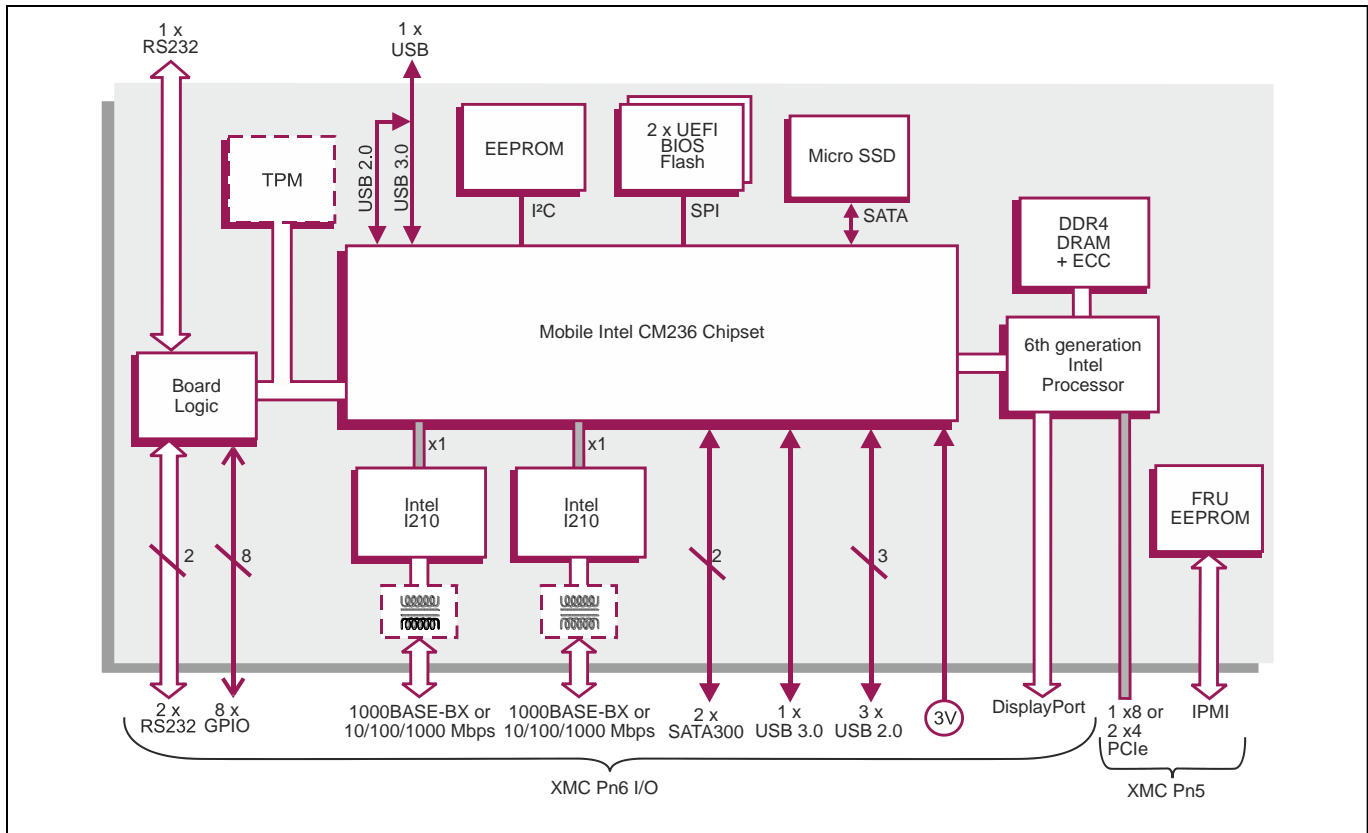 1 x
RS232
1 x
USB
USB 2.0
USB 3.0
TPM
EEPROM
I²C
2 x UEFI
BIOS
Flash
SPI
Micro SSD
SATA
DDR4
DRAM
+ ECC
Mobile Intel CM236 Chipset
6th generation
Intel
Processor
Board
Logic
x1
x1
Intel
I210
Intel
I210
FRU
EEPROM
2
8
2
3
2 x
RS232
8 x
GPIO
1000BASE-BX or
10/100/1000 Mbps
1000BASE-BX or
10/100/1000 Mbps
2 x
SATA300
1 x
USB 3.0
3 x
USB 2.0
3V
DisplayPort
1 x8 or
2 x4
PCIe
IPMI
XMC Pn6 I/O
XMC Pn5